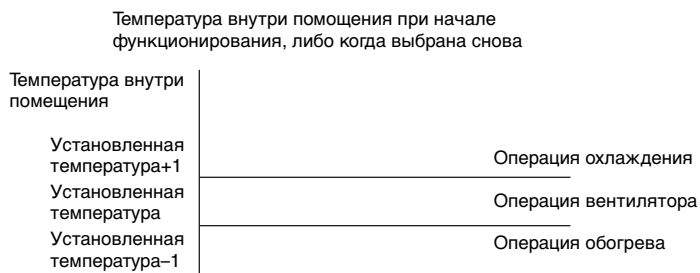 Температура внутри помощения при начале
функционирования, либо когда выбрана снова
Температура внутри
помещения
Установленная
температура+1
Операция охлаждения
Установленная
температура
Операция вентилятора
Установленная
температура–1
Операция обогрева